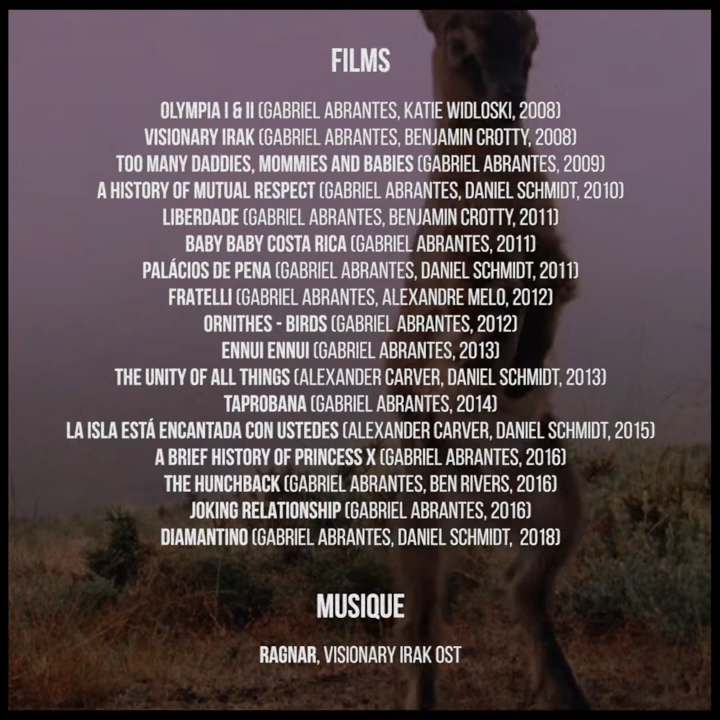 FILMS
OLYMPIA I & II (GABRIEL ABRANTES, KATIE WIDLOSKI, 2008)
VISIONARY IRAK (GABRIEL ABRANTES, BENJAMIN CROTTY, 2008)
TOO MANY DADDIES, MOMMIES AND BABIES (GABRIEL ABRANTES, 2009)
A HISTORY OF MUTUAL RESPECT (GABRIEL ABRANTES, DANIEL SCHMIDT, 2010)
LIBERDADE (GABRIEL ABRANTES, BENJAMIN CROTTY, 2011)
BABY BABY COSTA RICA (GABRIEL ABRANTES, 2011)
PALÁCIOS DE PENA (GABRIEL ABRANTES, DANIEL SCHMIDT, 2011)
FRATELLI (GABRIEL ABRANTES, ALEXANDRE MELO, 2012)
ORNITHES - BIRDS (GABRIEL ABRANTES, 2012)
ENNUI ENNUI (GABRIEL ABRANTES, 2013)
THE UNITY OF ALL THINGS (ALEXANDER CARVER, DANIEL SCHMIDT, 2013)
TAPROBANA (GABRIEL ABRANTES, 2014)
LA ISLA ESTÁ ENCANTADA CON USTEDES (ALEXANDER CARVER, DANIEL SCHMIDT, 2015)
A BRIEF HISTORY OF PRINCESS X (GABRIEL ABRANTES, 2016)
THE HUNCHBACK (GABRIEL ABRANTES, BEN RIVERS, 2016)
JOKING RELATIONSHIP (GABRIEL ABRANTES, 2016)
DIAMANTINO (GABRIEL ABRANTES, DANIEL SCHMIDT, 2018)
MUSIQUE
RAGNAR, VISIONARY IRAK OST